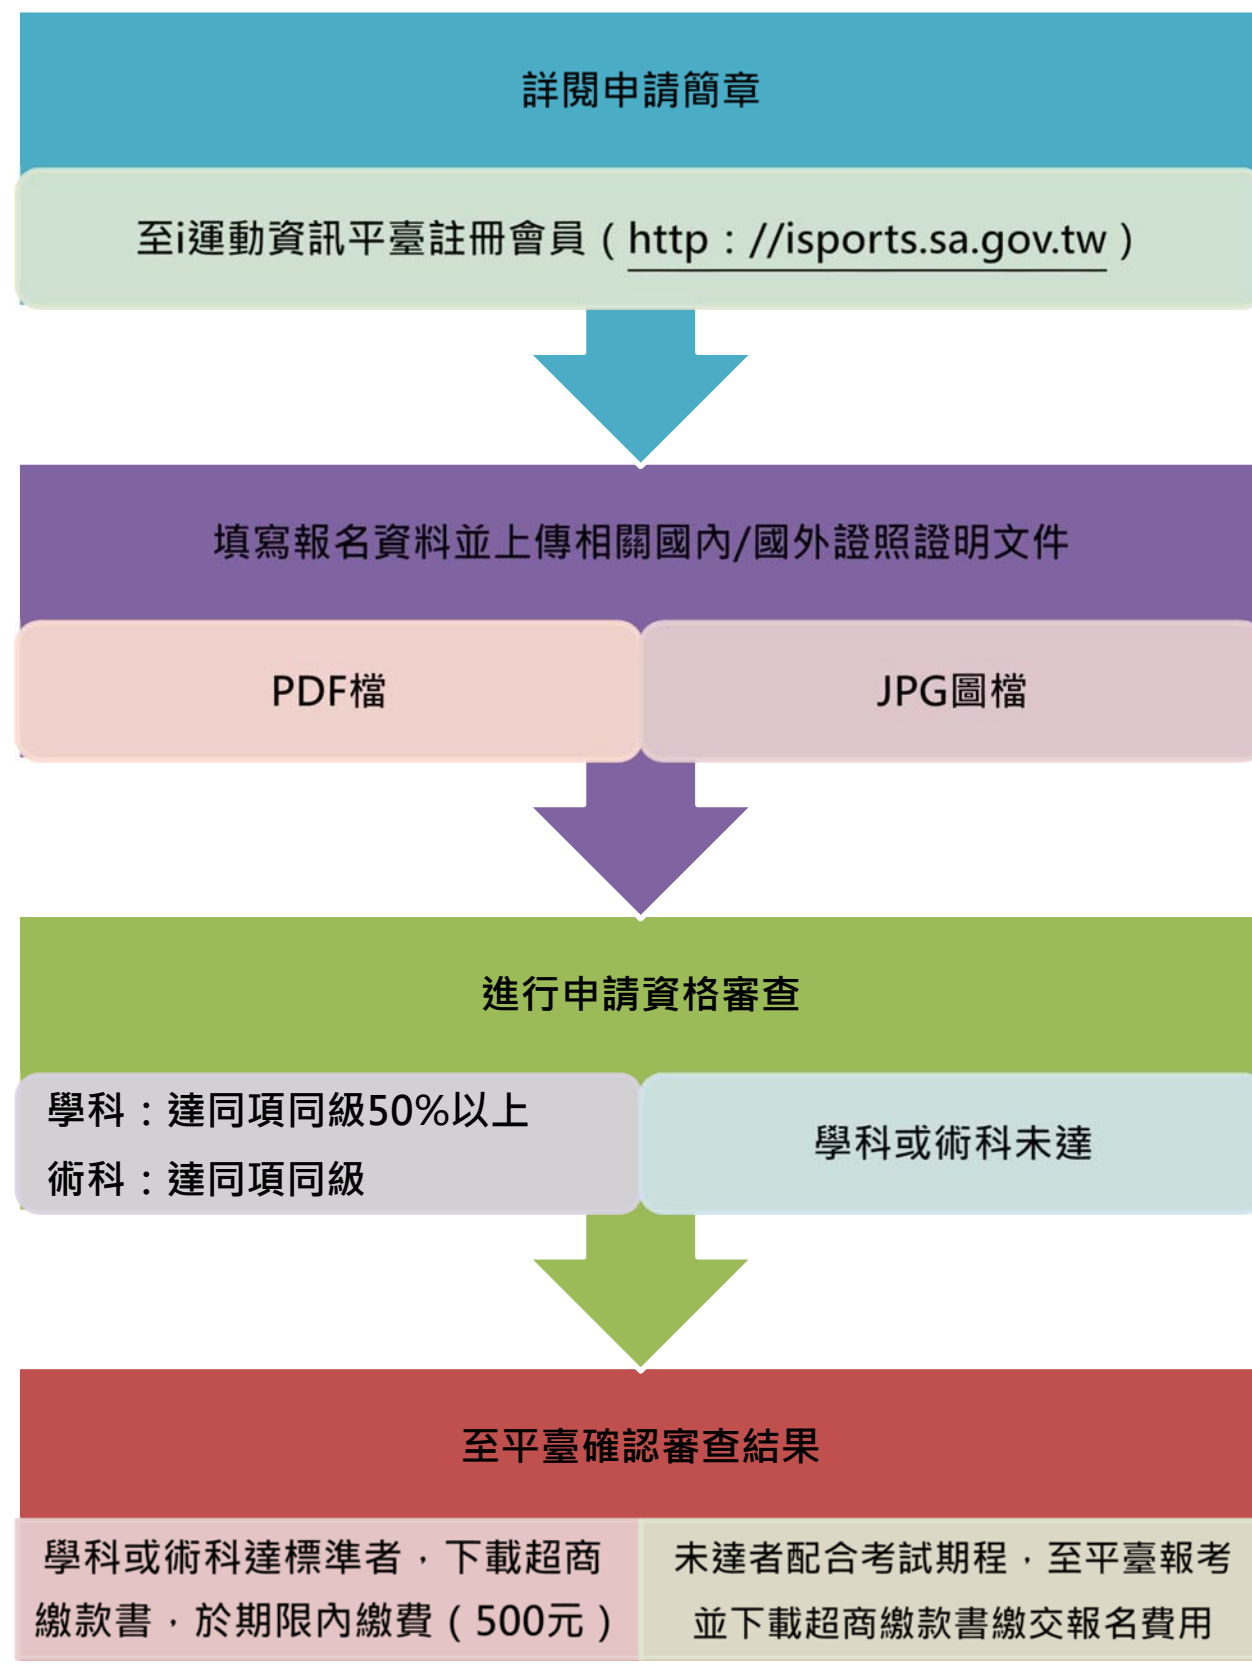 詳閱申請簡章
至i運動資訊平臺註冊會員（http：//isports.sa.gov.tw）
填寫報名資料並上傳相關國內/國外證照證明文件
PDF檔
JPG圖檔
進行申請資格審查
學科：達同項同級50%以上
術科：達同項同級
學科或術科未達
至平臺確認審查結果
學科或術科達標準者，下載超商
繳款書，於期限內繳費（500元）
未達者配合考試期程，至平臺報考
並下載超商繳款書繳交報名費用